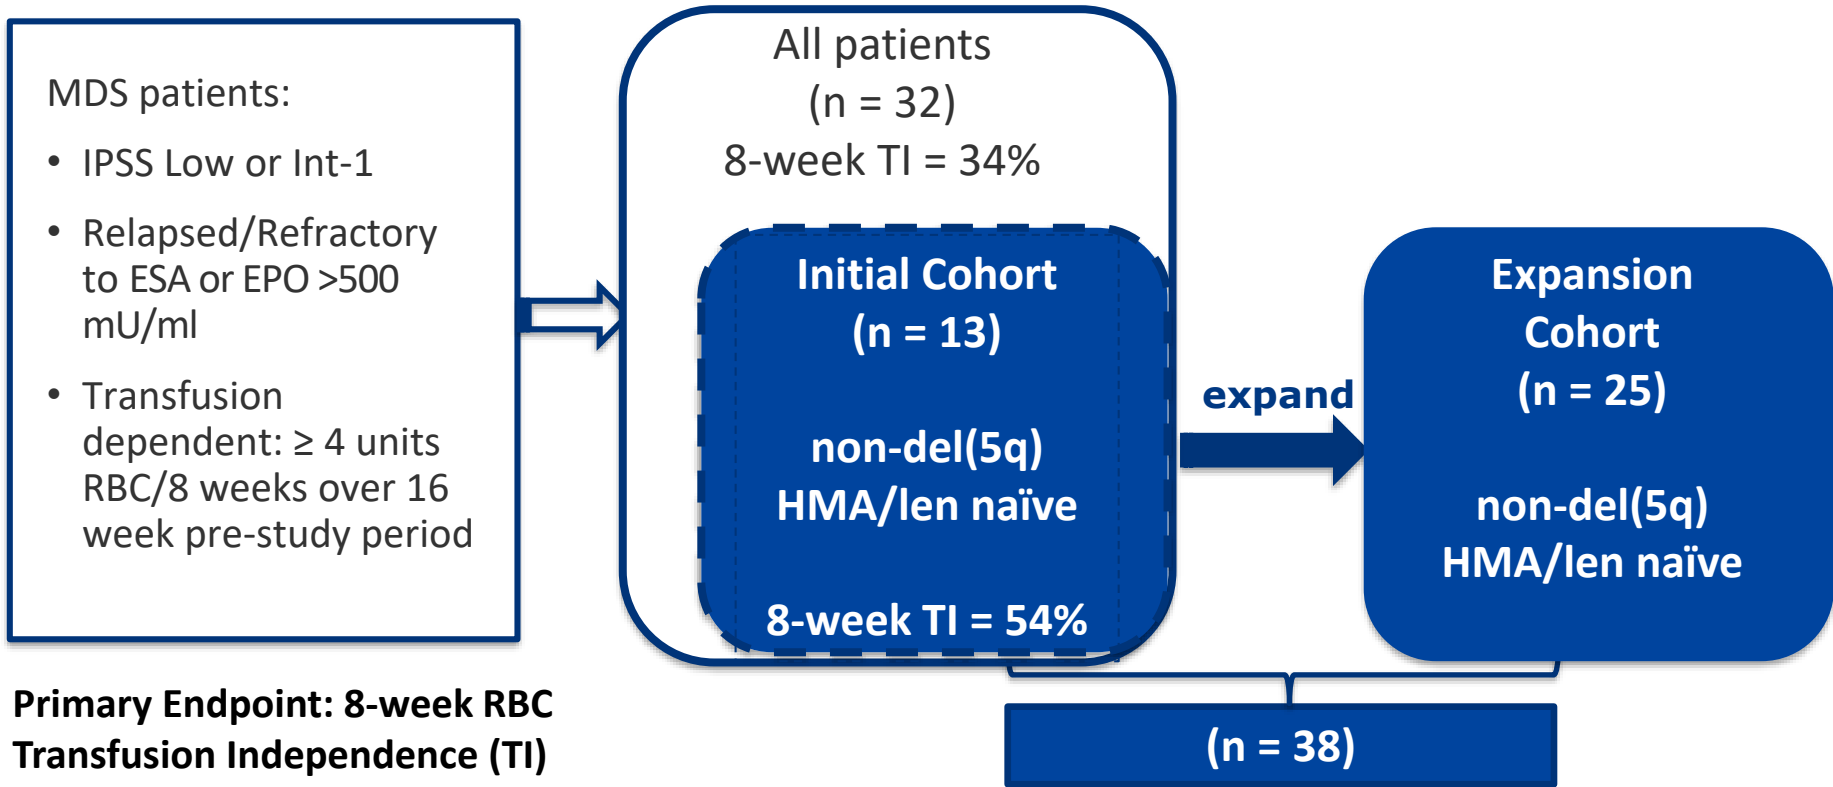 MDS patients:
• IPSS Low or Int-1
• Relapsed/Refractory
to ESA or EPO >500
mU/ml
• Transfusion
dependent: ≥ 4 units
RBC/8 weeks over 16
week pre-study period
All patients
(n = 32)
8-week TI = 34%
Initial Cohort
(n = 13)
non-del(5q)
HMA/len naïve
8-week TI = 54%
expand
Expansion
Cohort
(n = 25)
non-del(5q)
HMA/len naïve
(n = 38)
Primary Endpoint: 8-week RBC
Transfusion Independence (TI)